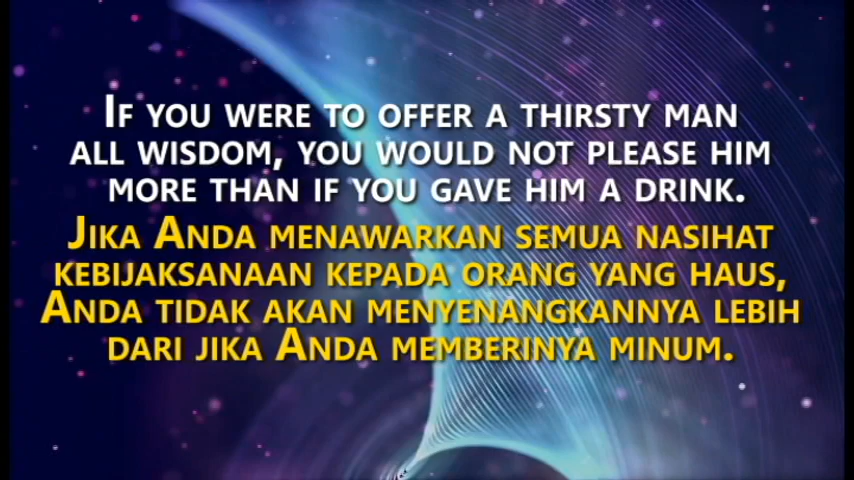 If you were to offer a thirsty man
all wisdom, you would not please him
more than if you gave him a drink.
Jika Anda menawarkan semua nasihat
kebijaksanaan kepada orang yang haus,
Anda tidak akan menyenangkannya lebih
dari jika Anda memberinya minum.